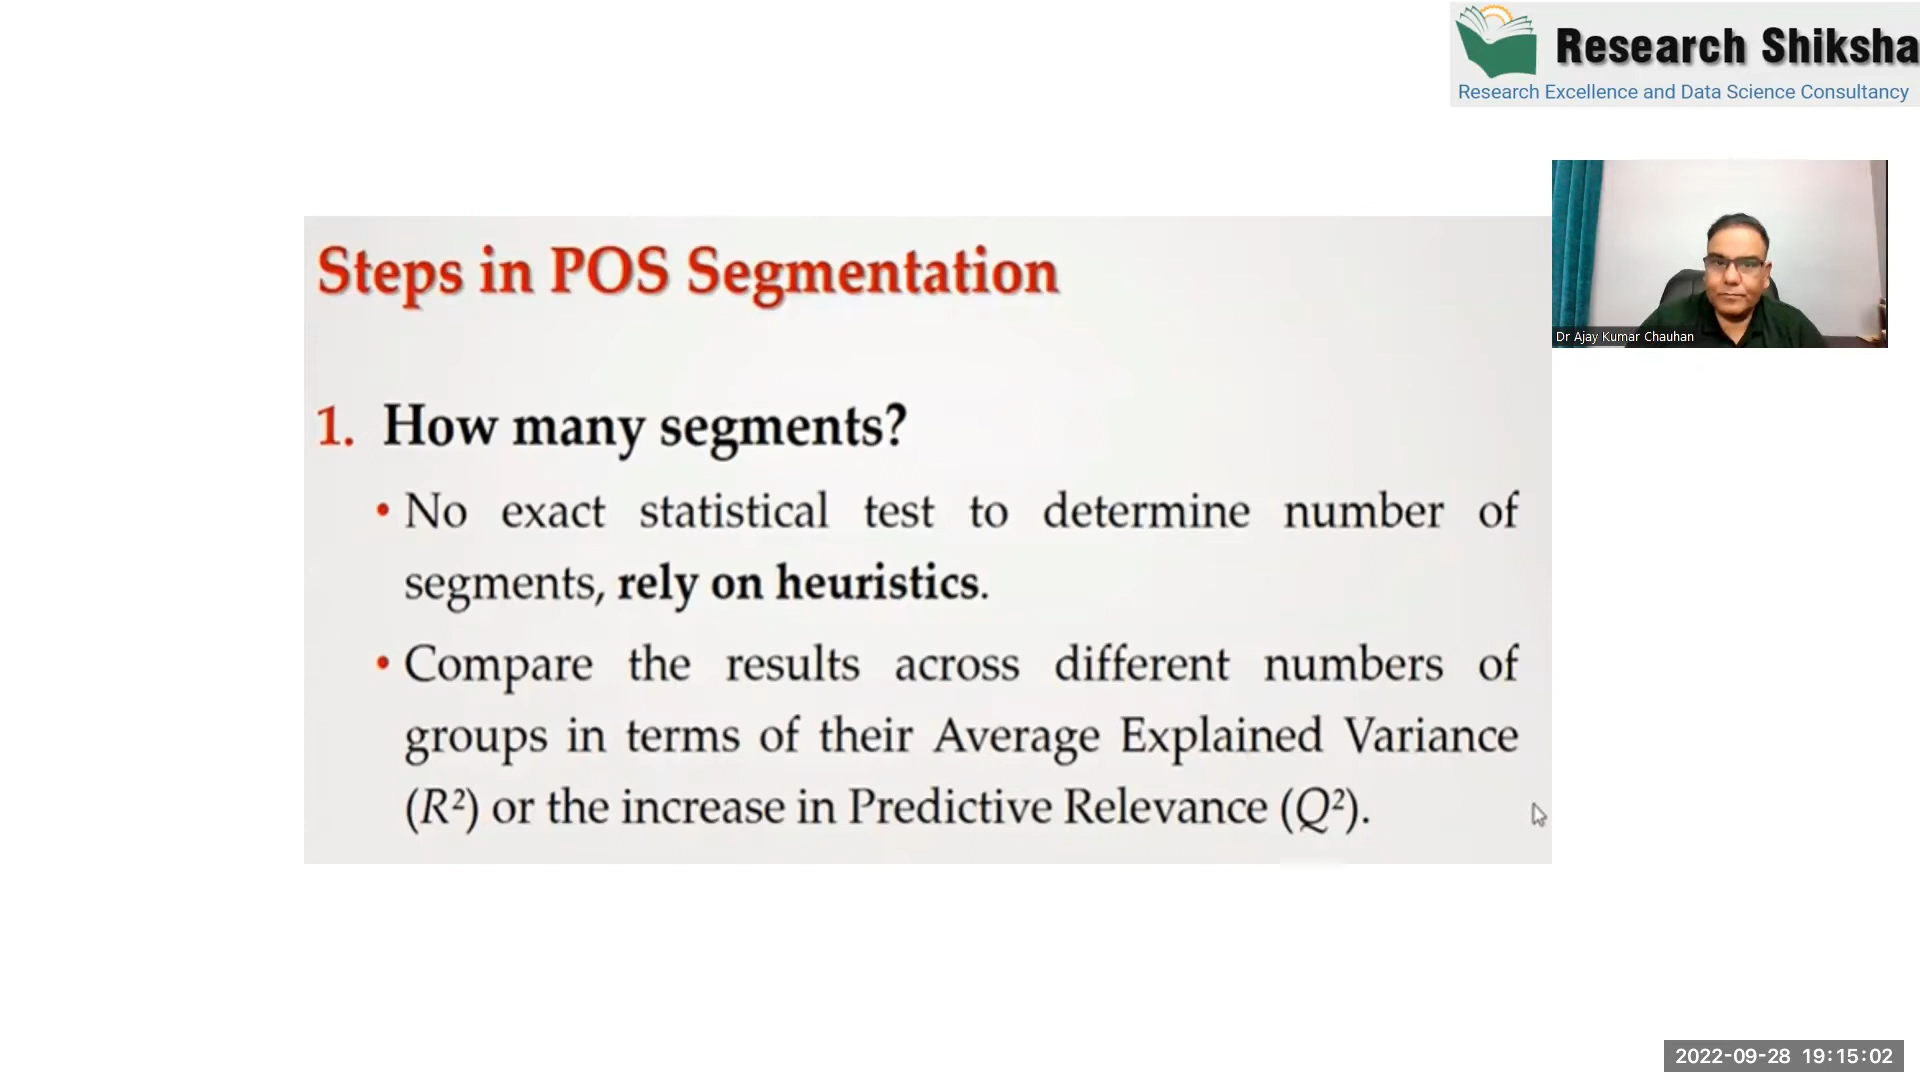 Research Shiksha
Research Excellence and Data Science Consultancy
Steps in POS Segmentation
Dr Ajay Kumar Chauhan
1. How many segments?
• No exact statistical test to determine number of
segments, rely on heuristics.
• Compare the results across different numbers of
groups in terms of their Average Explained Variance
(R²) or the increase in Predictive Relevance (Q²).
2022-09-28 19:15:02